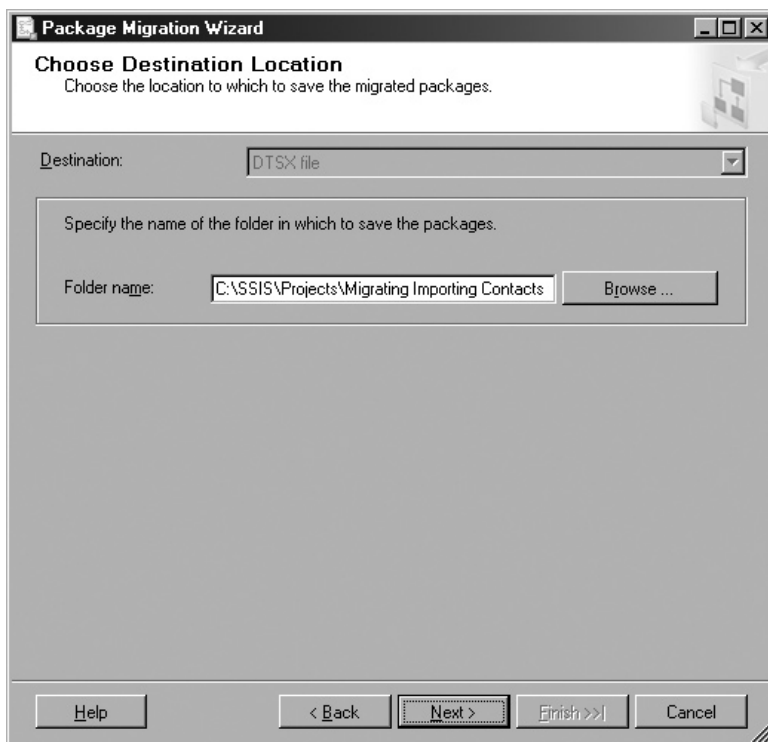 Package Migration Wizard
Choose Destination Location
Choose the location to which to save the migrated packages.
Destination: DTSX file
Specify the name of the folder in which to save the packages.
Folder name: C:\SSIS\Projects\Migrating Importing Contacts Browse ...
Help < Back Next > Finish >>| Cancel